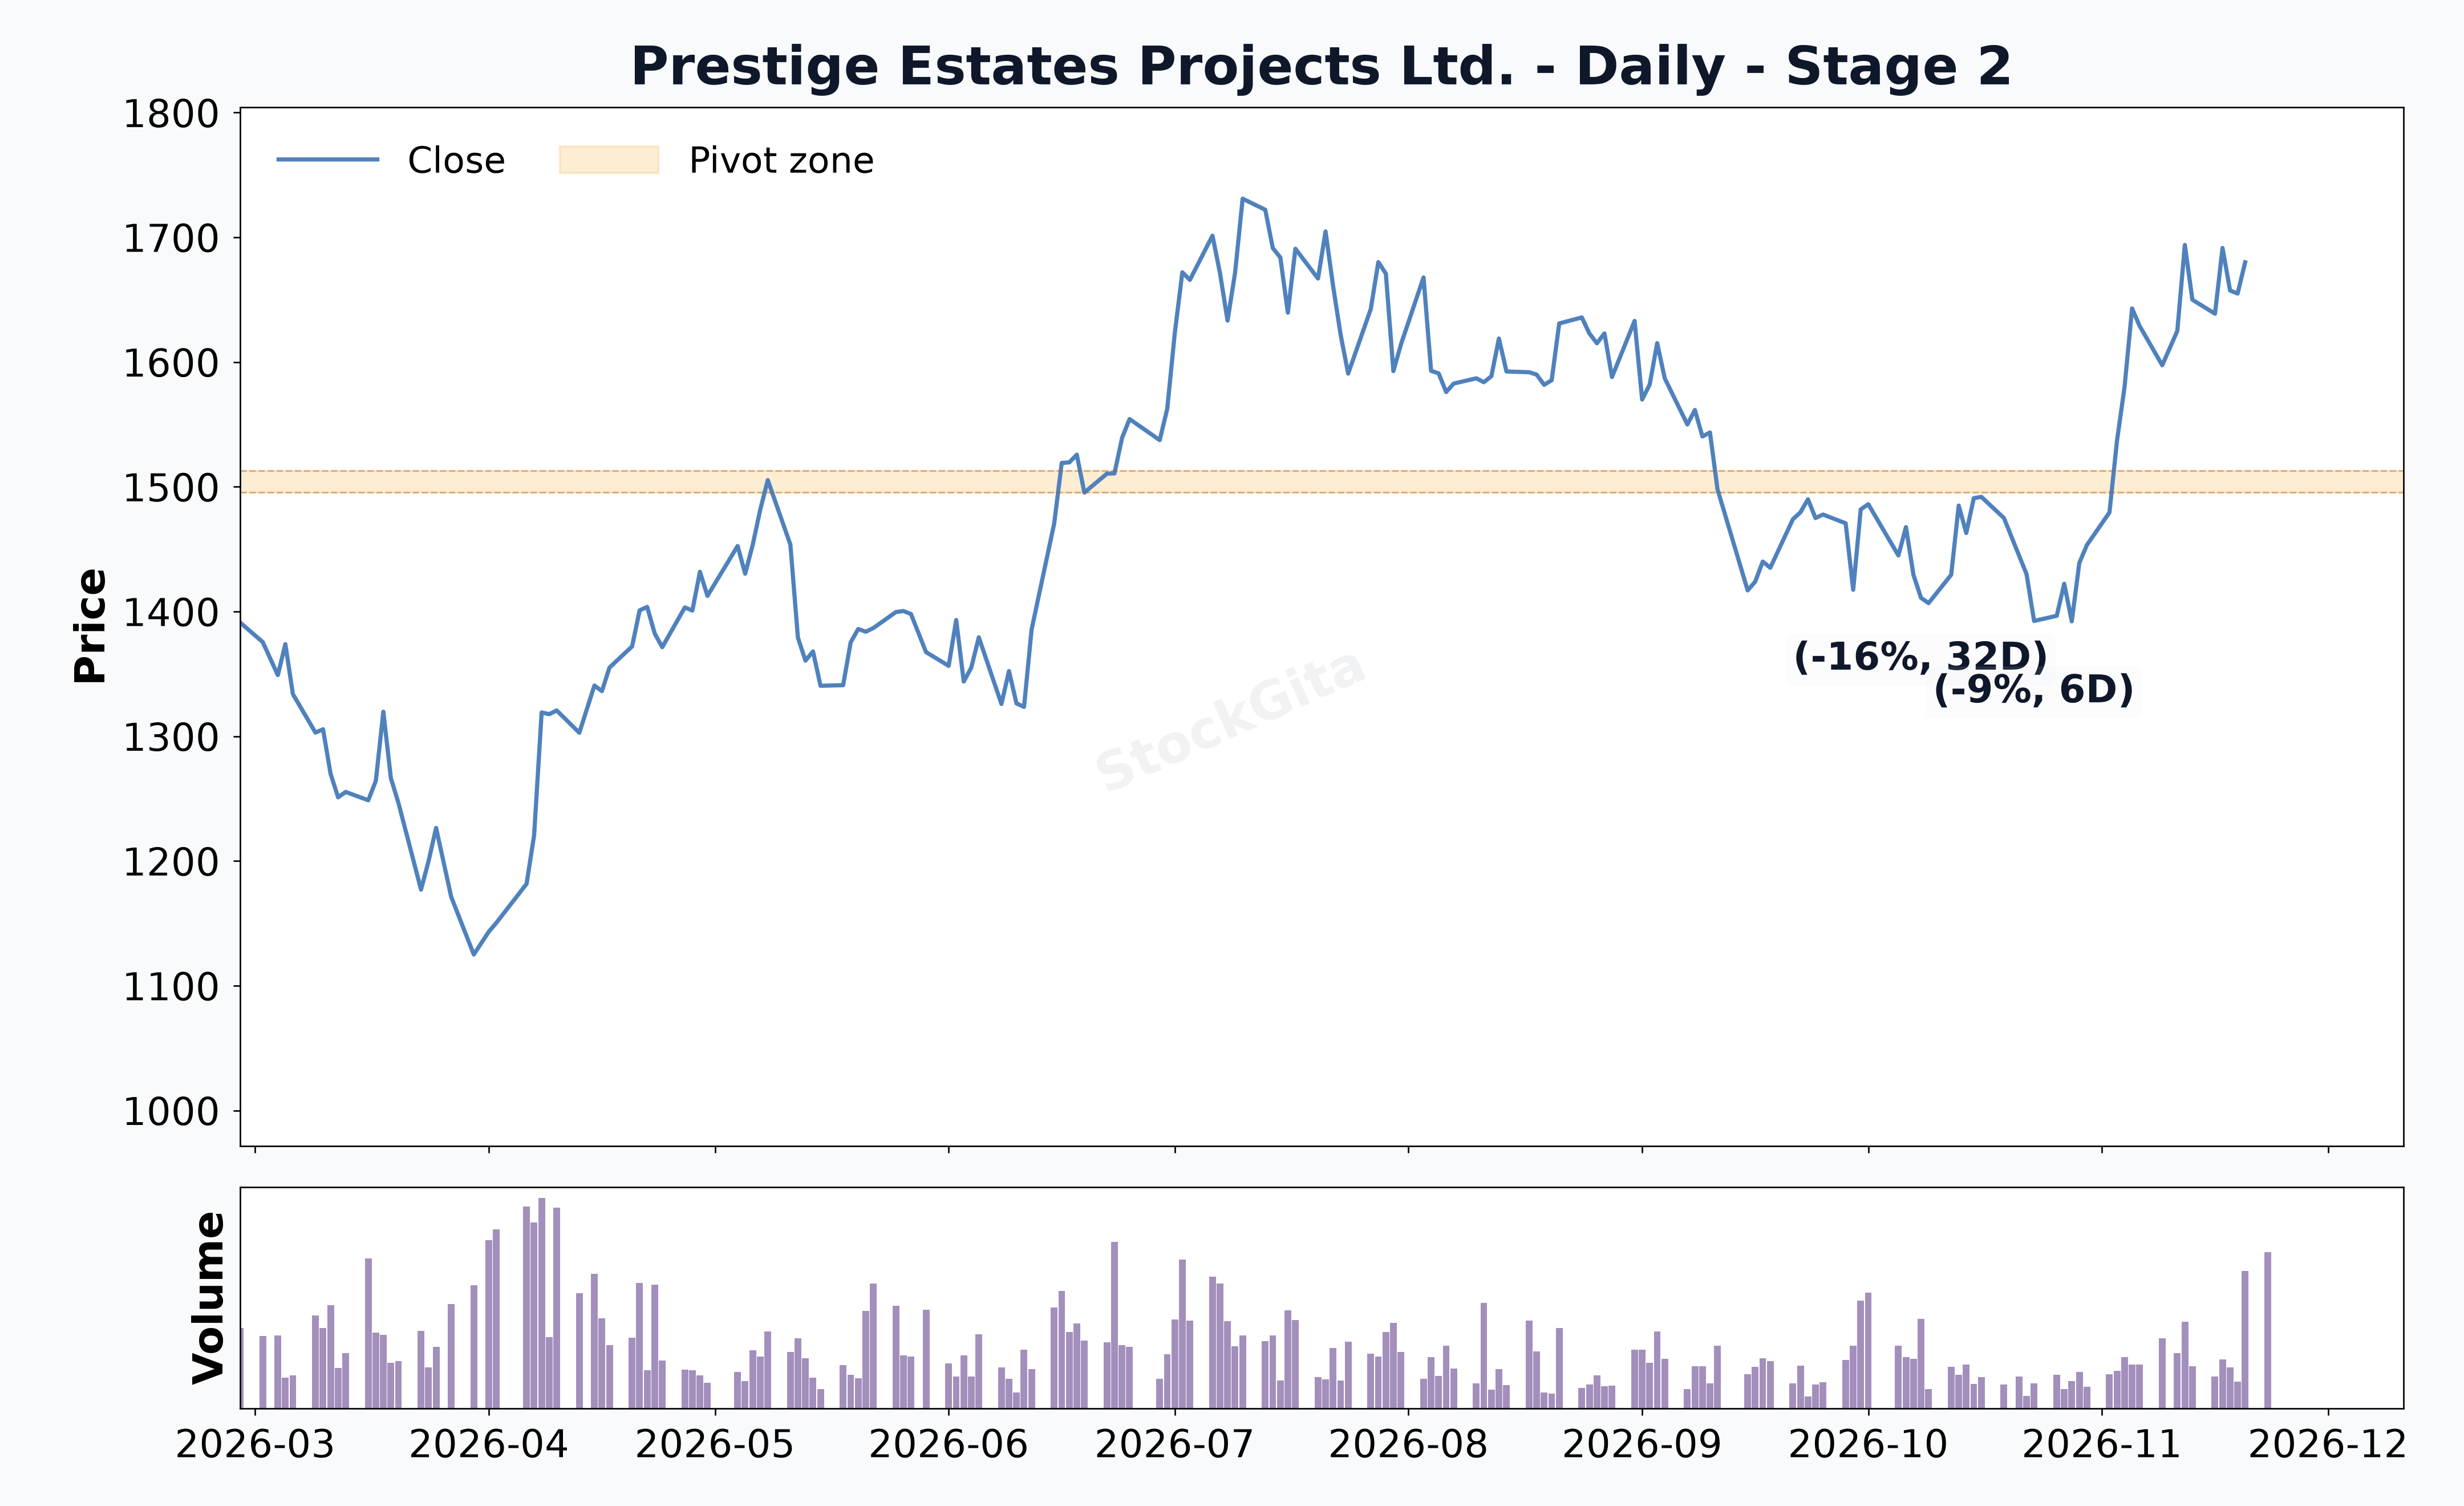 Prestige Estates Projects Ltd. - Daily - Stage 2
Close
Pivot zone
1800
1700
1600
1500
1400
1300
1200
1100
1000
Price
(-16%, 32D)
(-9%, 6D)
StockGita
Volume
2026-03
2026-04
2026-05
2026-06
2026-07
2026-08
2026-09
2026-10
2026-11
2026-12